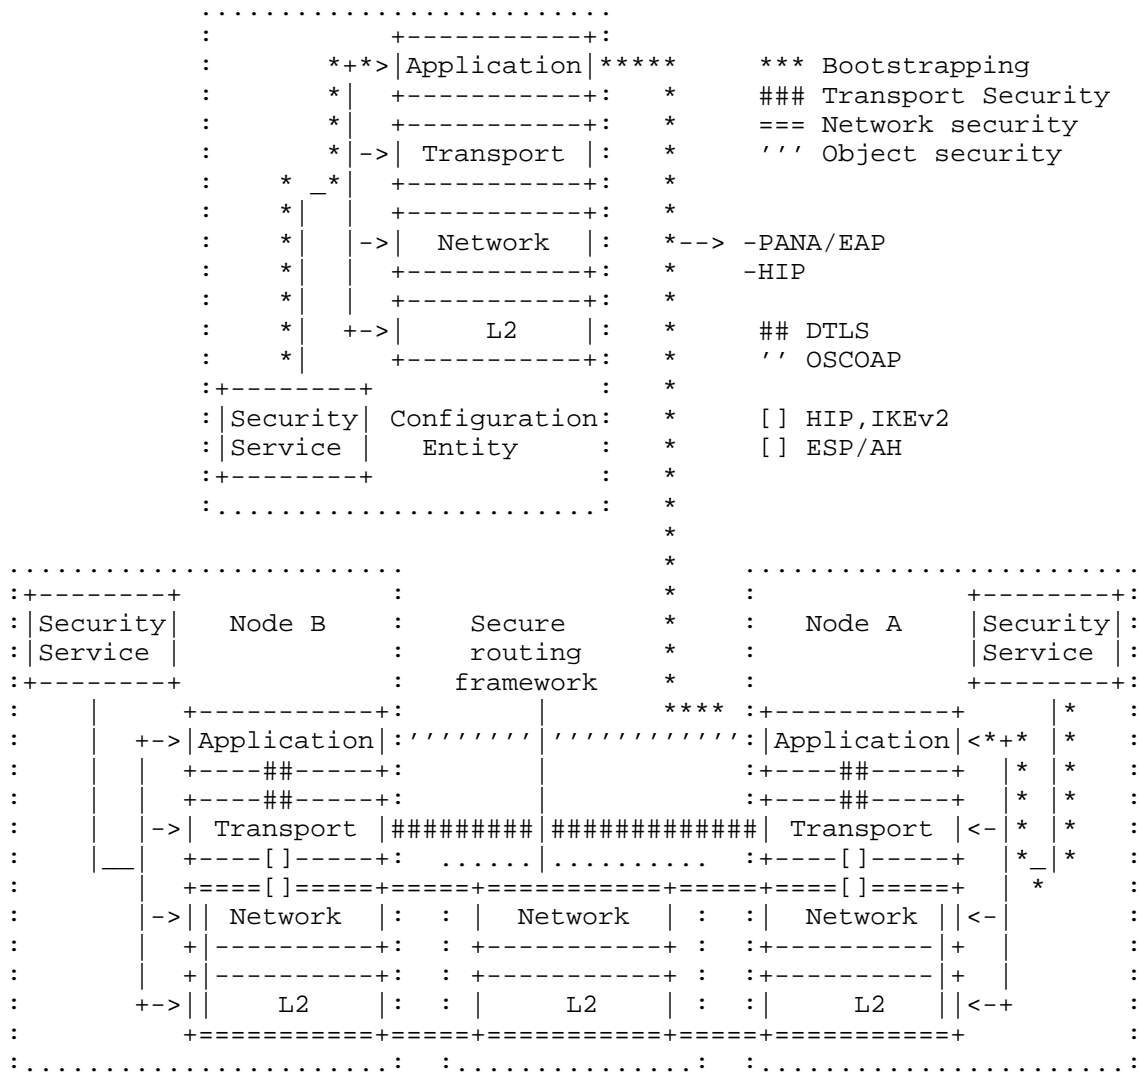 Application *** Bootstrapping
### Transport Security
=== Network security
Transport ''' Object security
Network -PANA/EAP
-HIP
L2 ## DTLS
'' OSCOAP
Security Configuration [] HIP,IKEv2
Service Entity [] ESP/AH
Security Node B Secure Node A Security
Service routing Service
framework
Application Application
Transport Transport
Network Network Network
L2 L2 L2